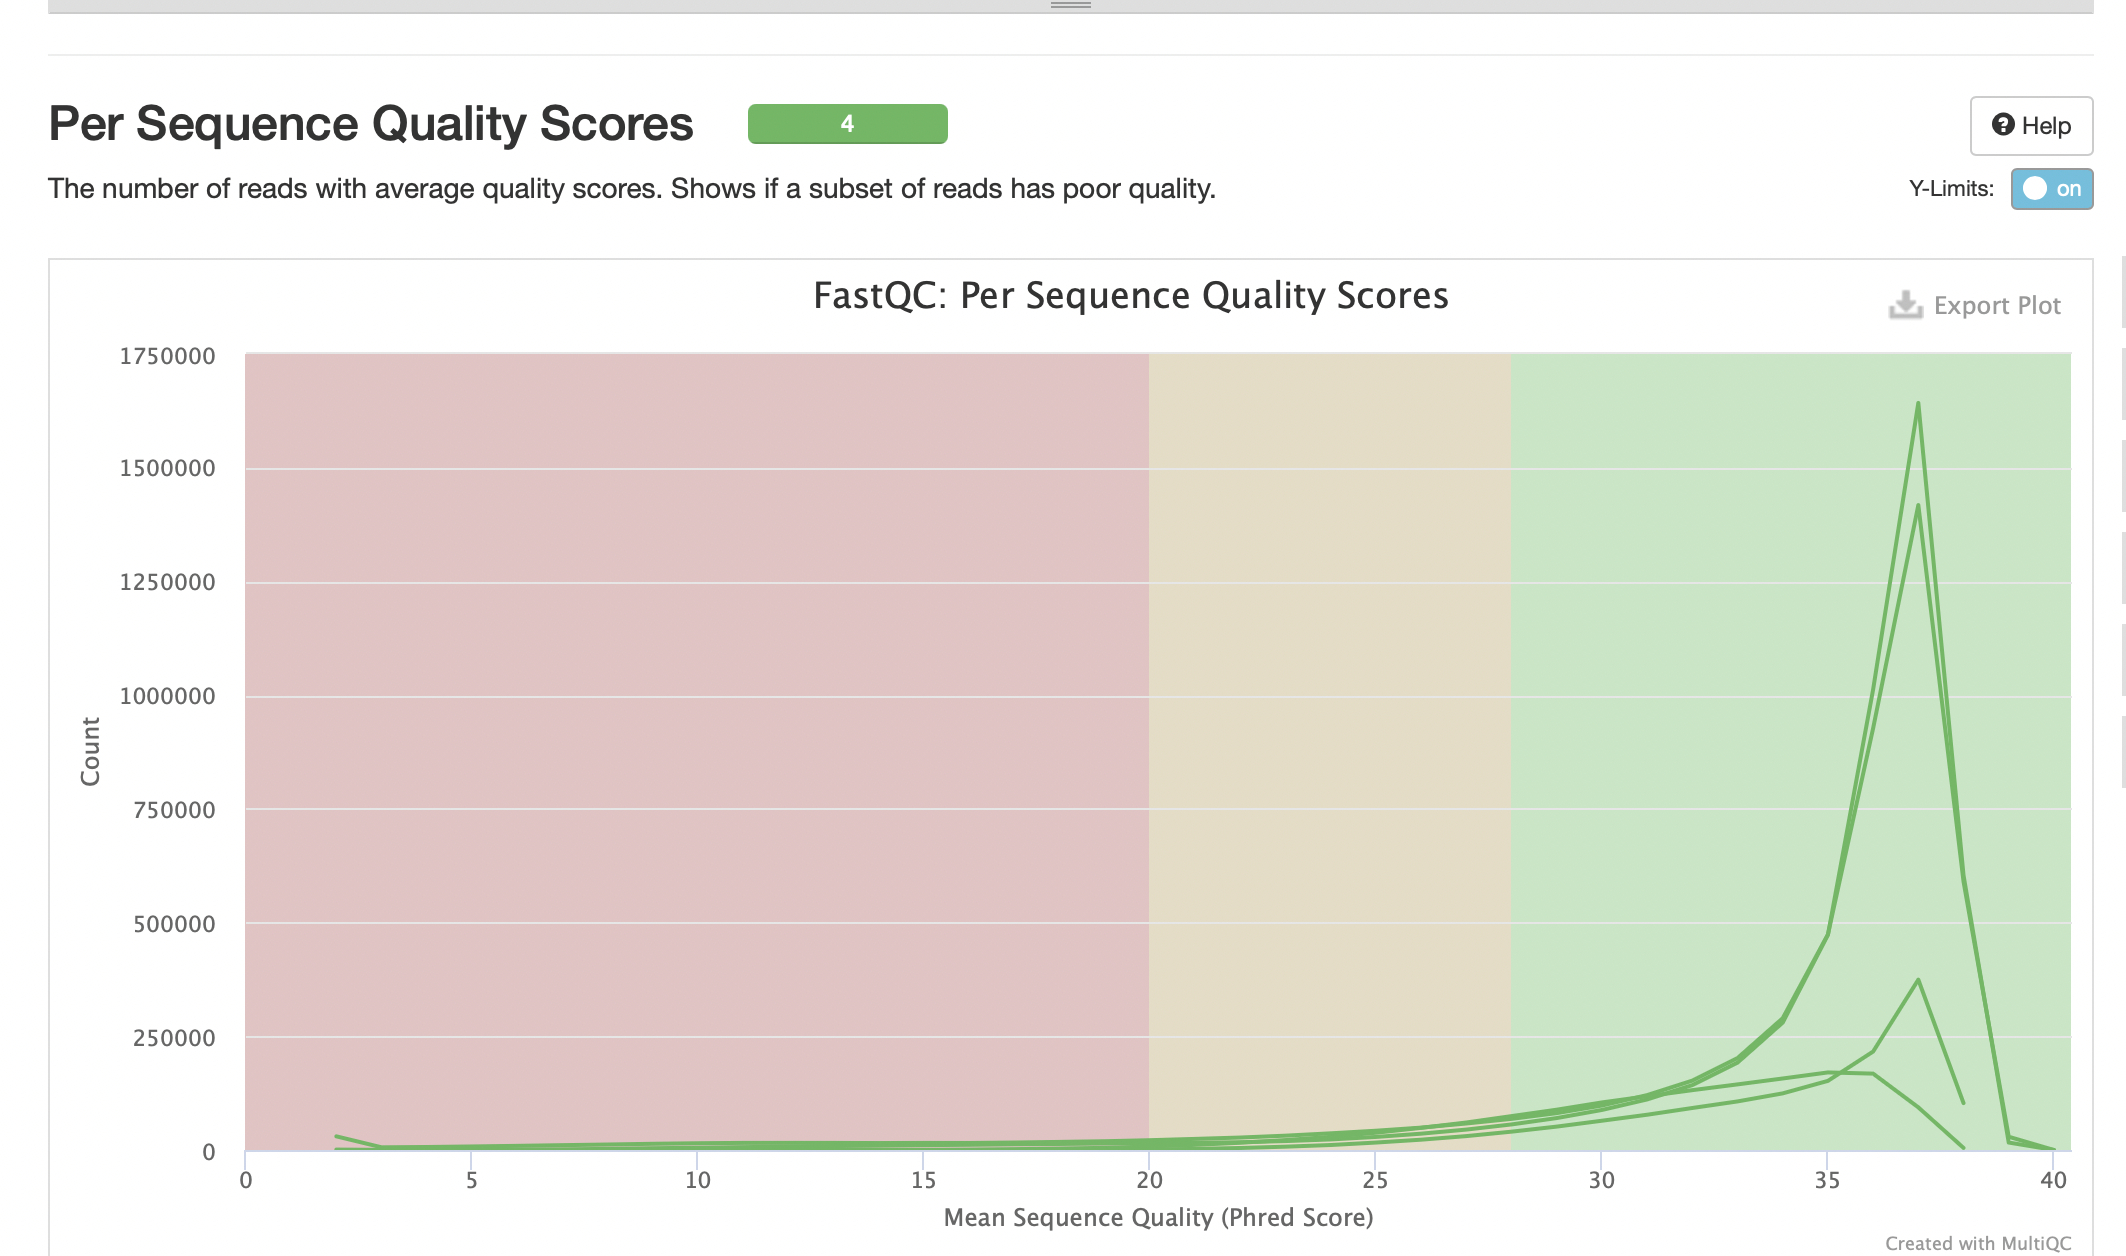 Per Sequence Quality Scores
4
Help
The number of reads with average quality scores. Shows if a subset of reads has poor quality.
Y-Limits:
on
FastQC: Per Sequence Quality Scores
Export Plot
1750000
1500000
1250000
1000000
750000
500000
250000
0
Count
0
5
10
15
20
25
30
35
40
Mean Sequence Quality (Phred Score)
Created with MultiQC